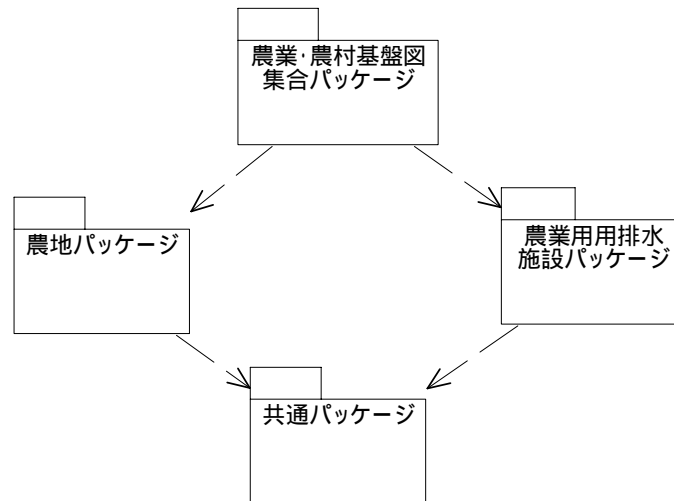 農業・農村基盤図
集合パッケージ
農地パッケージ
農業用用排水
施設パッケージ
共通パッケージ